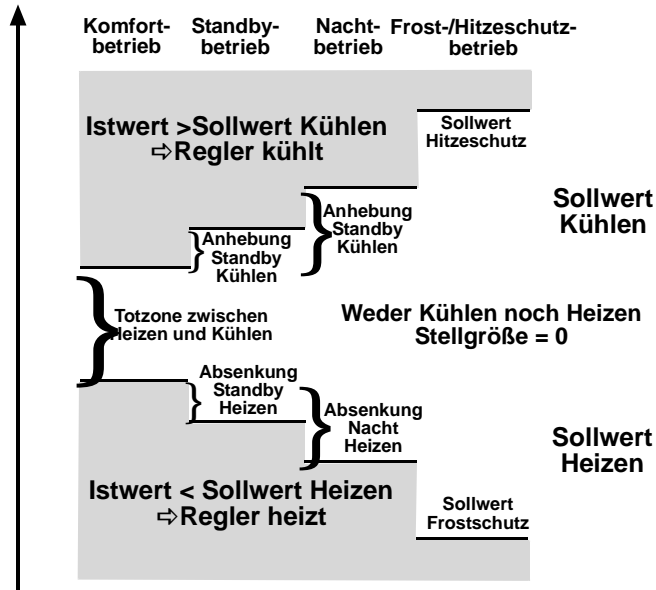 Komfort-
betrieb
Standby-
betrieb
Nacht-
betrieb
Frost-/Hitzeschutz-
betrieb
Istwert >Sollwert Kühlen
⇨Regler kühlt
Sollwert
Hitzeschutz
Sollwert
Kühlen
Anhebung
Standby
Kühlen
Anhebung
Standby
Kühlen
Totzone zwischen
Heizen und Kühlen
Weder Kühlen noch Heizen
Stellgröße = 0
Absenkung
Standby
Heizen
Absenkung
Nacht
Heizen
Sollwert
Heizen
Istwert < Sollwert Heizen
⇨Regler heizt
Sollwert
Frostschutz